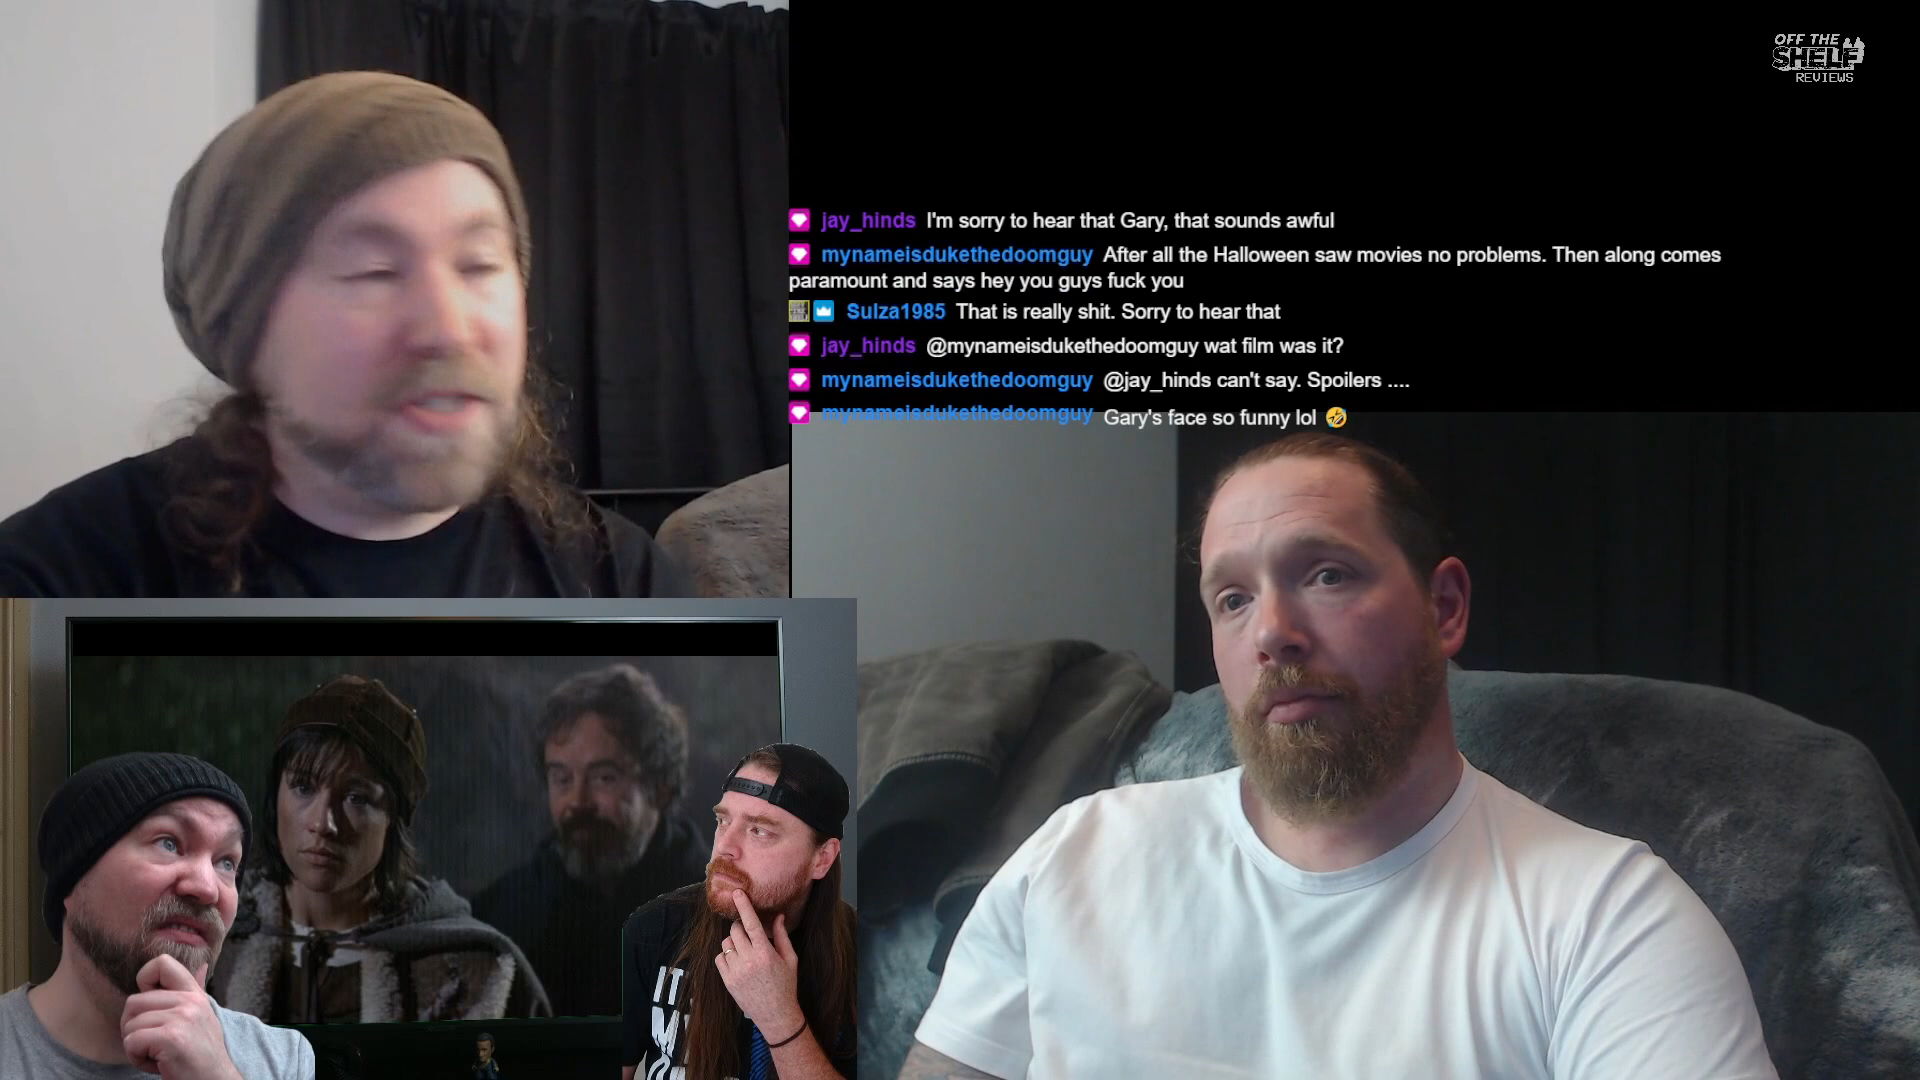 OFF THE
SHELF
REVIEWS
jay_hinds I'm sorry to hear that Gary, that sounds awful
mynameisdukethedoomguy After all the Halloween saw movies no problems. Then along comes
paramount and says hey you guys fuck you
Sulza1985 That is really shit. Sorry to hear that
jay_hinds @mynameisdukethedoomguy wat film was it?
mynameisdukethedoomguy @jay_hinds can't say. Spoilers ....
mynameisdukethedoomguy Gary's face so funny lol 🤣
IT